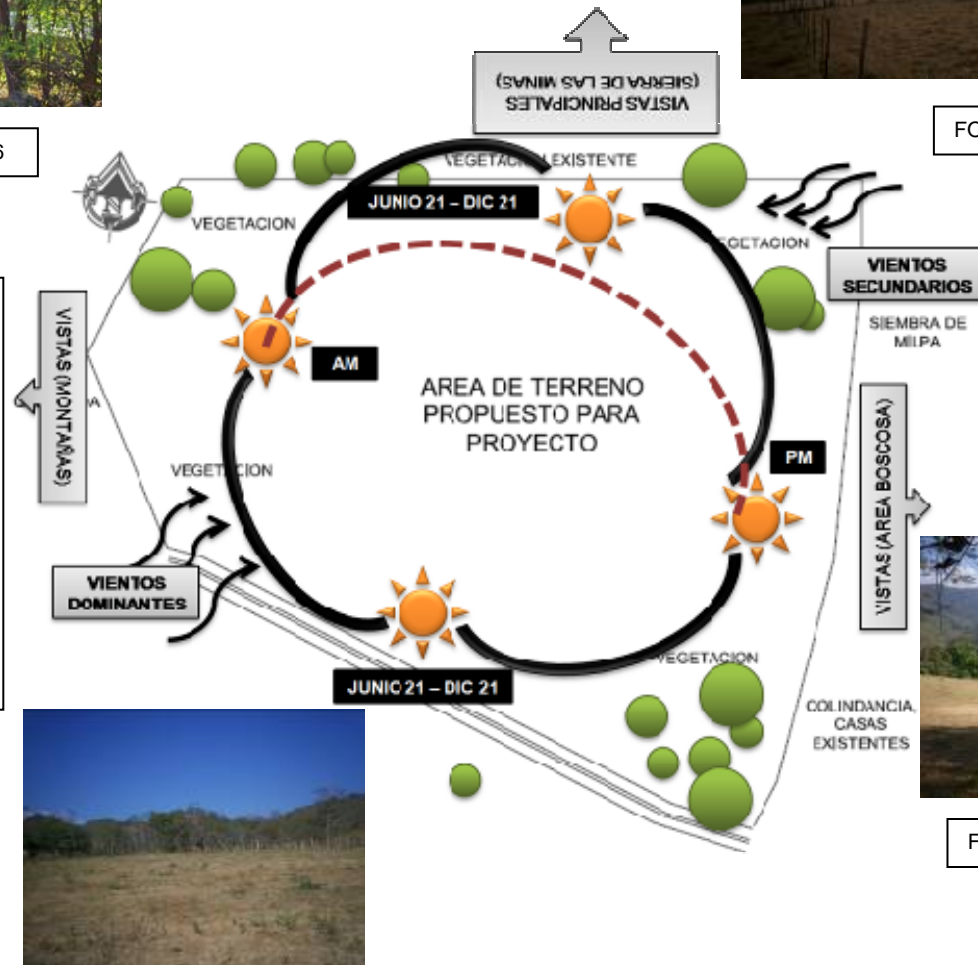 VISTAS PRINCIPALES
(SIERRA DE LAS MINAS)
FO
6
VEGETACION EXISTENTE
JUNIO 21 – DIC 21
VEGETACION
N
VEGETACION
VIENTOS
SECUNDARIOS
SIEMBRA DE
MILPA
VISTAS (MONTAÑAS)
A
AM
AREA DE TERRENO
PROPUESTO PARA
PROYECTO
PM
VISTAS (AREA BOSCOSA)
VEGETACION
VIENTOS
DOMINANTES
JUNIO 21 – DIC 21
VEGETACION
COLINDANCIA,
CASAS
EXISTENTES
F